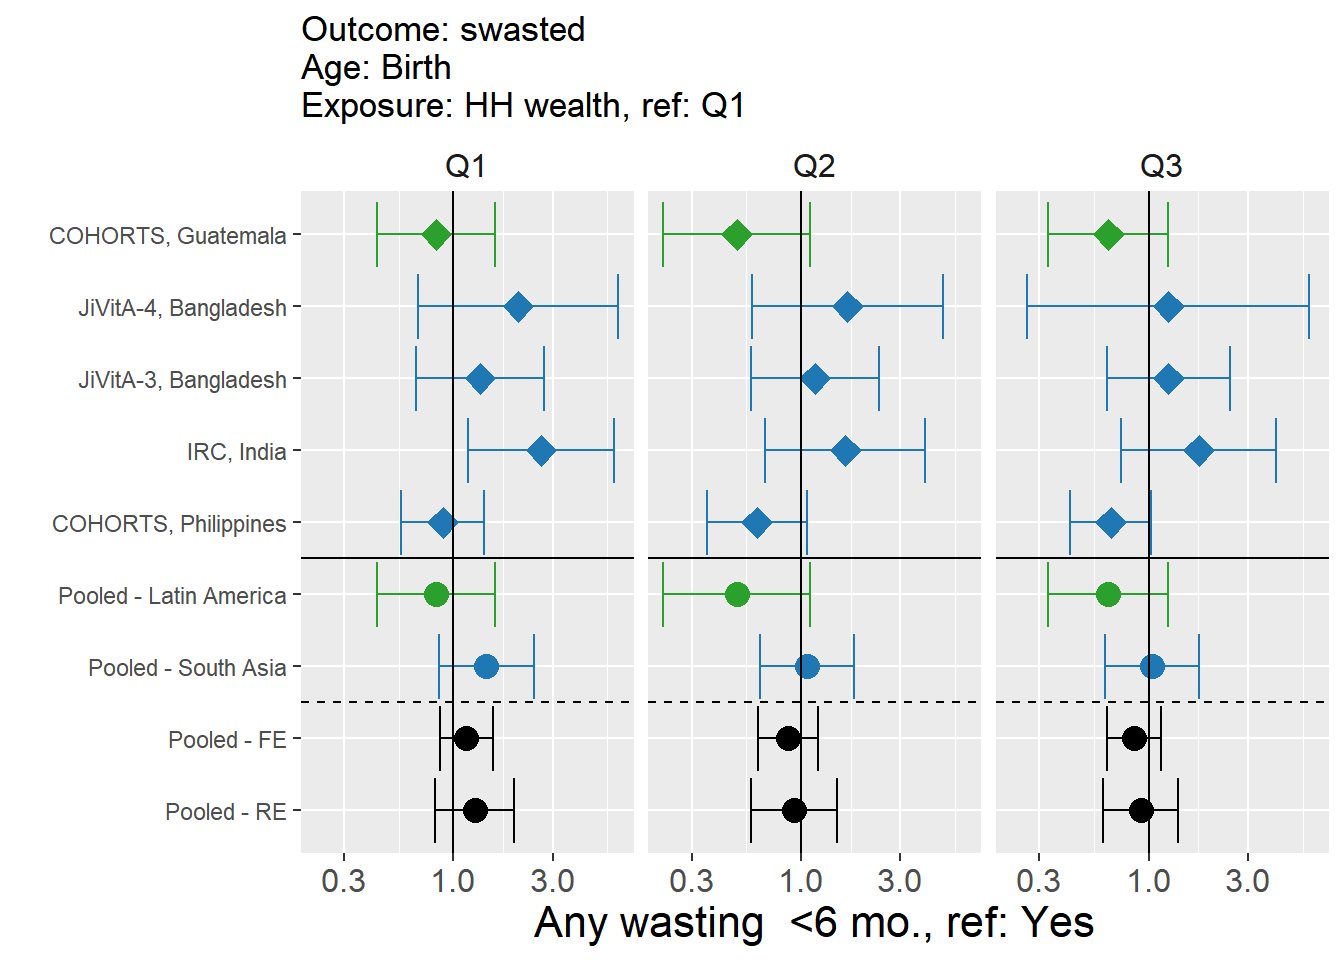 Outcome: swasted
Age: Birth
Exposure: HH wealth, ref: Q1
Q1 Q2 Q3
COHORTS, Guatemala
JiVitA-4, Bangladesh
JiVitA-3, Bangladesh
IRC, India
COHORTS, Philippines
Pooled - Latin America
Pooled - South Asia
Pooled - FE
Pooled - RE
0.3 1.0 3.0 0.3 1.0 3.0 0.3 1.0 3.0
Any wasting  <6 mo., ref: Yes